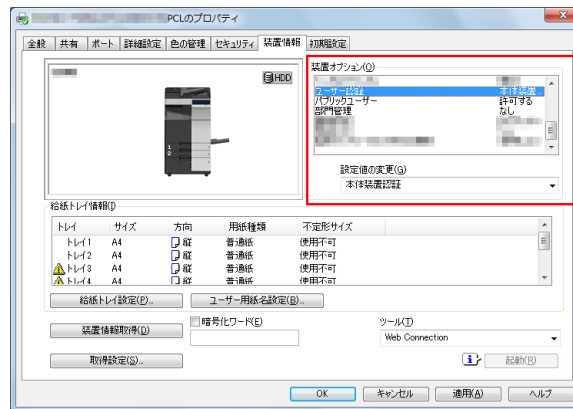 PCLのプロパティ
全般 共有 ポート 詳細設定 色の管理 セキュリティ 装置情報 初期設定
HDD
装置オプション(O)
ユーザー認証 本体装置...
パブリックユーザー 許可する
部門管理 なし
設定値の変更(G)
本体装置認証
給紙トレイ情報(I)
トレイ サイズ 方向 用紙種類 不定形サイズ
トレイ1 A4 縦 普通紙 使用不可
トレイ2 A4 縦 普通紙 使用不可
トレイ3 A4 縦 普通紙 使用不可
トレイ4 A4 縦 普通紙 使用不可
給紙トレイ設定(P)... ユーザー用紙名設定(B)...
装置情報取得(D) 暗号化ワード(E) ツール(T)
Web Connection
取得設定(S)... 起動(R)
OK キャンセル 適用(A) ヘルプ